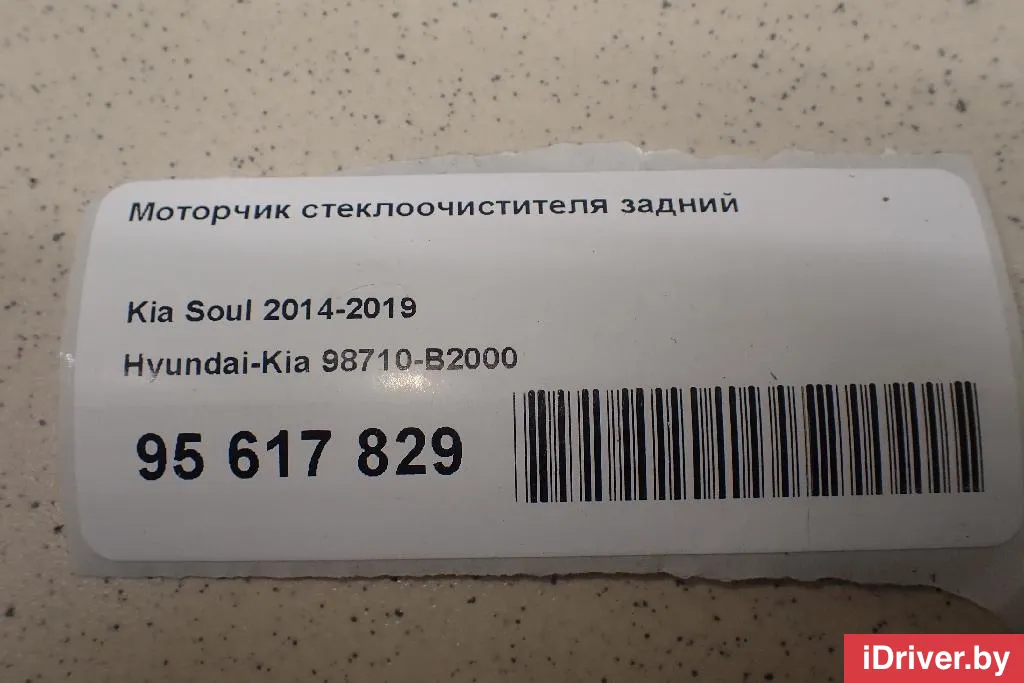 Моторчик стеклоочистителя задний
Kia Soul 2014-2019
Hyundai-Kia 98710-B2000
95 617 829
iDriver.by